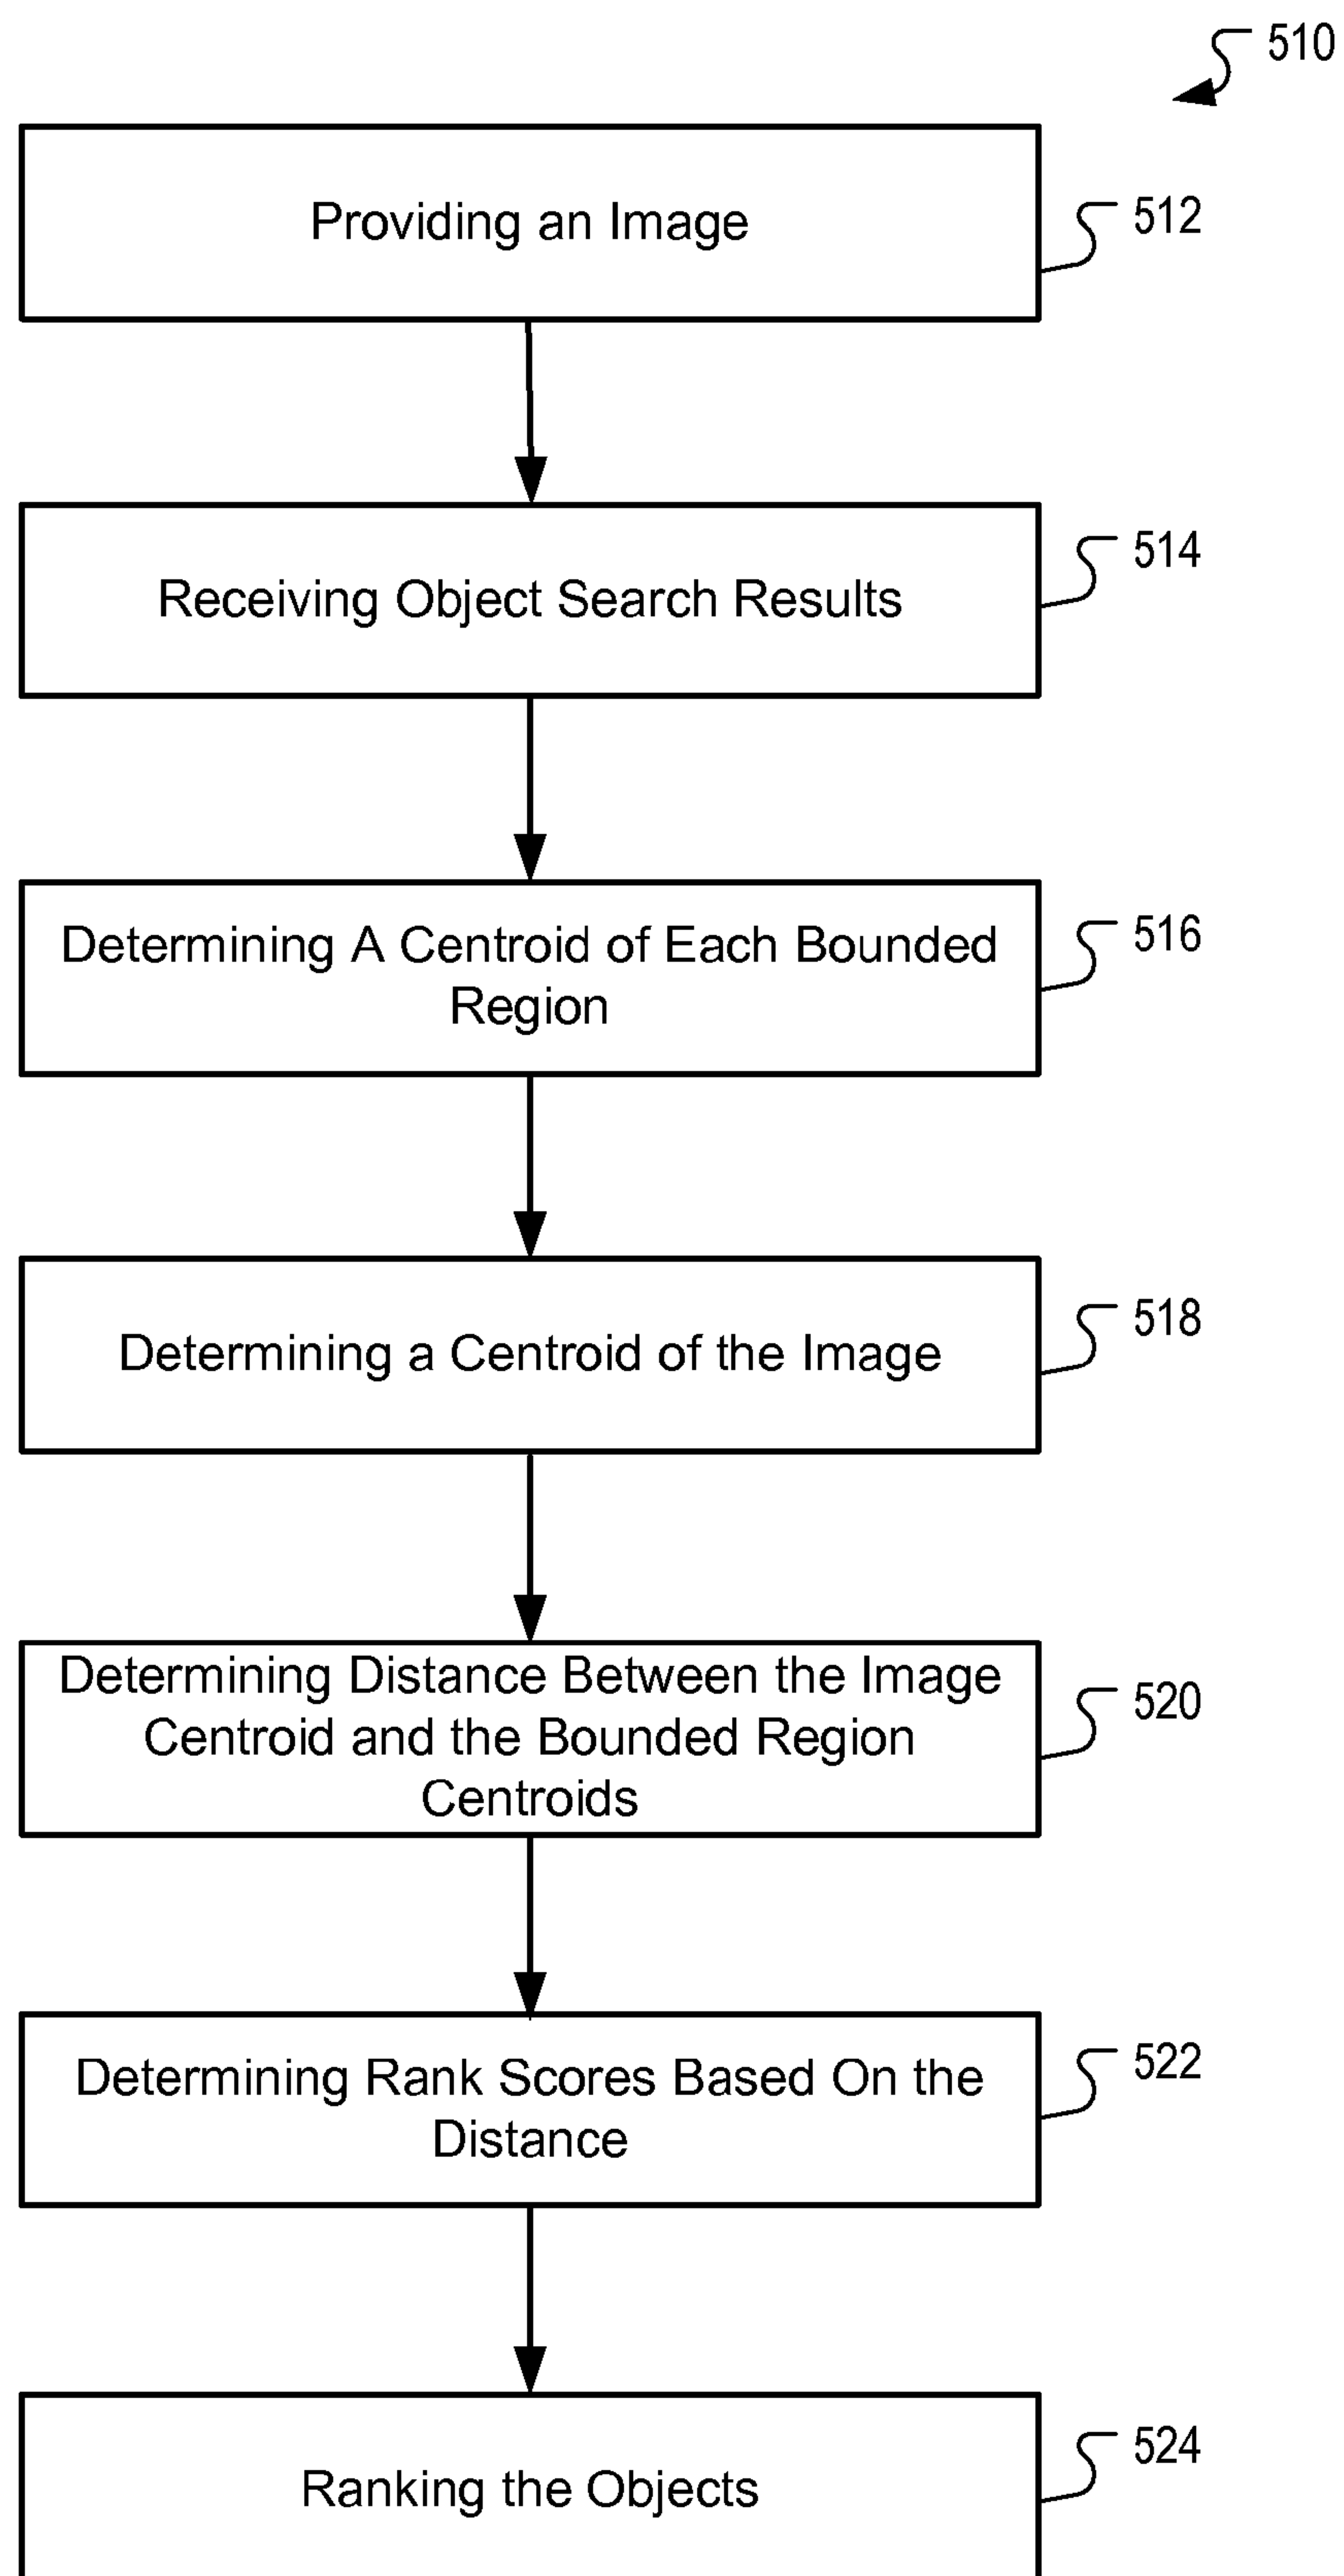 510
Providing an Image
512
Receiving Object Search Results
514
Determining A Centroid of Each Bounded
Region
516
Determining a Centroid of the Image
518
Determining Distance Between the Image
Centroid and the Bounded Region
Centroids
520
Determining Rank Scores Based On the
Distance
522
Ranking the Objects
524